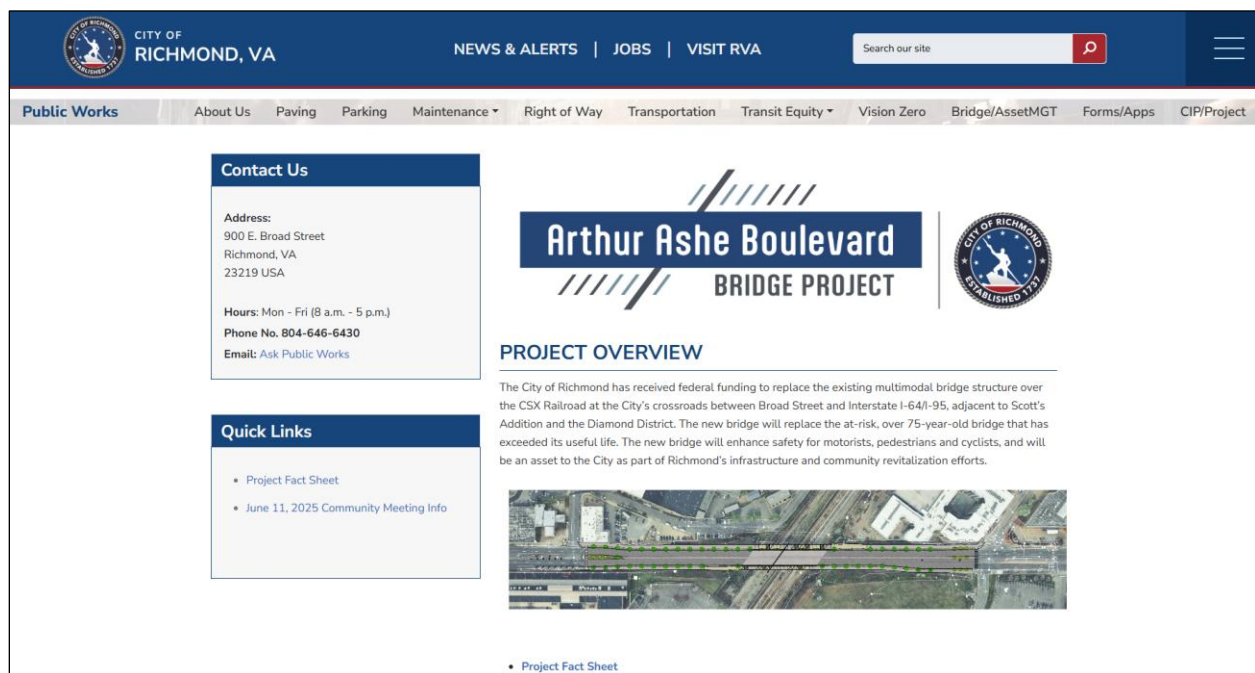 CITY OF RICHMOND
ESTABLISHED 1737
CITY OF
RICHMOND, VA
NEWS & ALERTS | JOBS | VISIT RVA
Search our site
Public Works
About Us Paving Parking Maintenance Right of Way Transportation Transit Equity Vision Zero Bridge/AssetMGT Forms/Apps CIP/Project
Contact Us
Address:
900 E. Broad Street
Richmond, VA
23219 USA
Hours: Mon - Fri (8 a.m. - 5 p.m.)
Phone No. 804-646-6430
Email: Ask Public Works
Quick Links
• Project Fact Sheet
• June 11, 2025 Community Meeting Info
Arthur Ashe Boulevard
BRIDGE PROJECT
CITY OF RICHMOND
ESTABLISHED 1737
PROJECT OVERVIEW
The City of Richmond has received federal funding to replace the existing multimodal bridge structure over
the CSX Railroad at the City's crossroads between Broad Street and Interstate I-64/I-95, adjacent to Scott's
Addition and the Diamond District. The new bridge will replace the at-risk, over 75-year-old bridge that has
exceeded its useful life. The new bridge will enhance safety for motorists, pedestrians and cyclists, and will
be an asset to the City as part of Richmond's infrastructure and community revitalization efforts.
• Project Fact Sheet